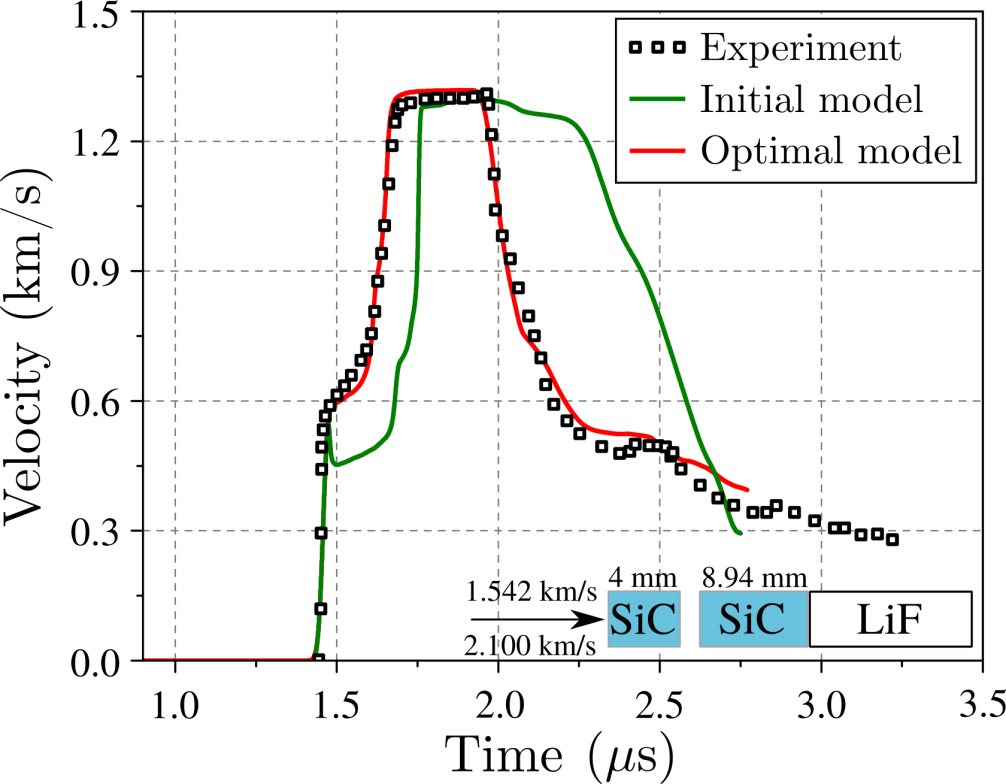 1.5
1.2
0.9
0.6
0.3
0.0
Velocity (km/s)
Experiment
Initial model
Optimal model
1.542 km/s
2.100 km/s
4 mm
8.94 mm
SiC
SiC
LiF
1.0 1.5 2.0 2.5 3.0 3.5
Time (μs)